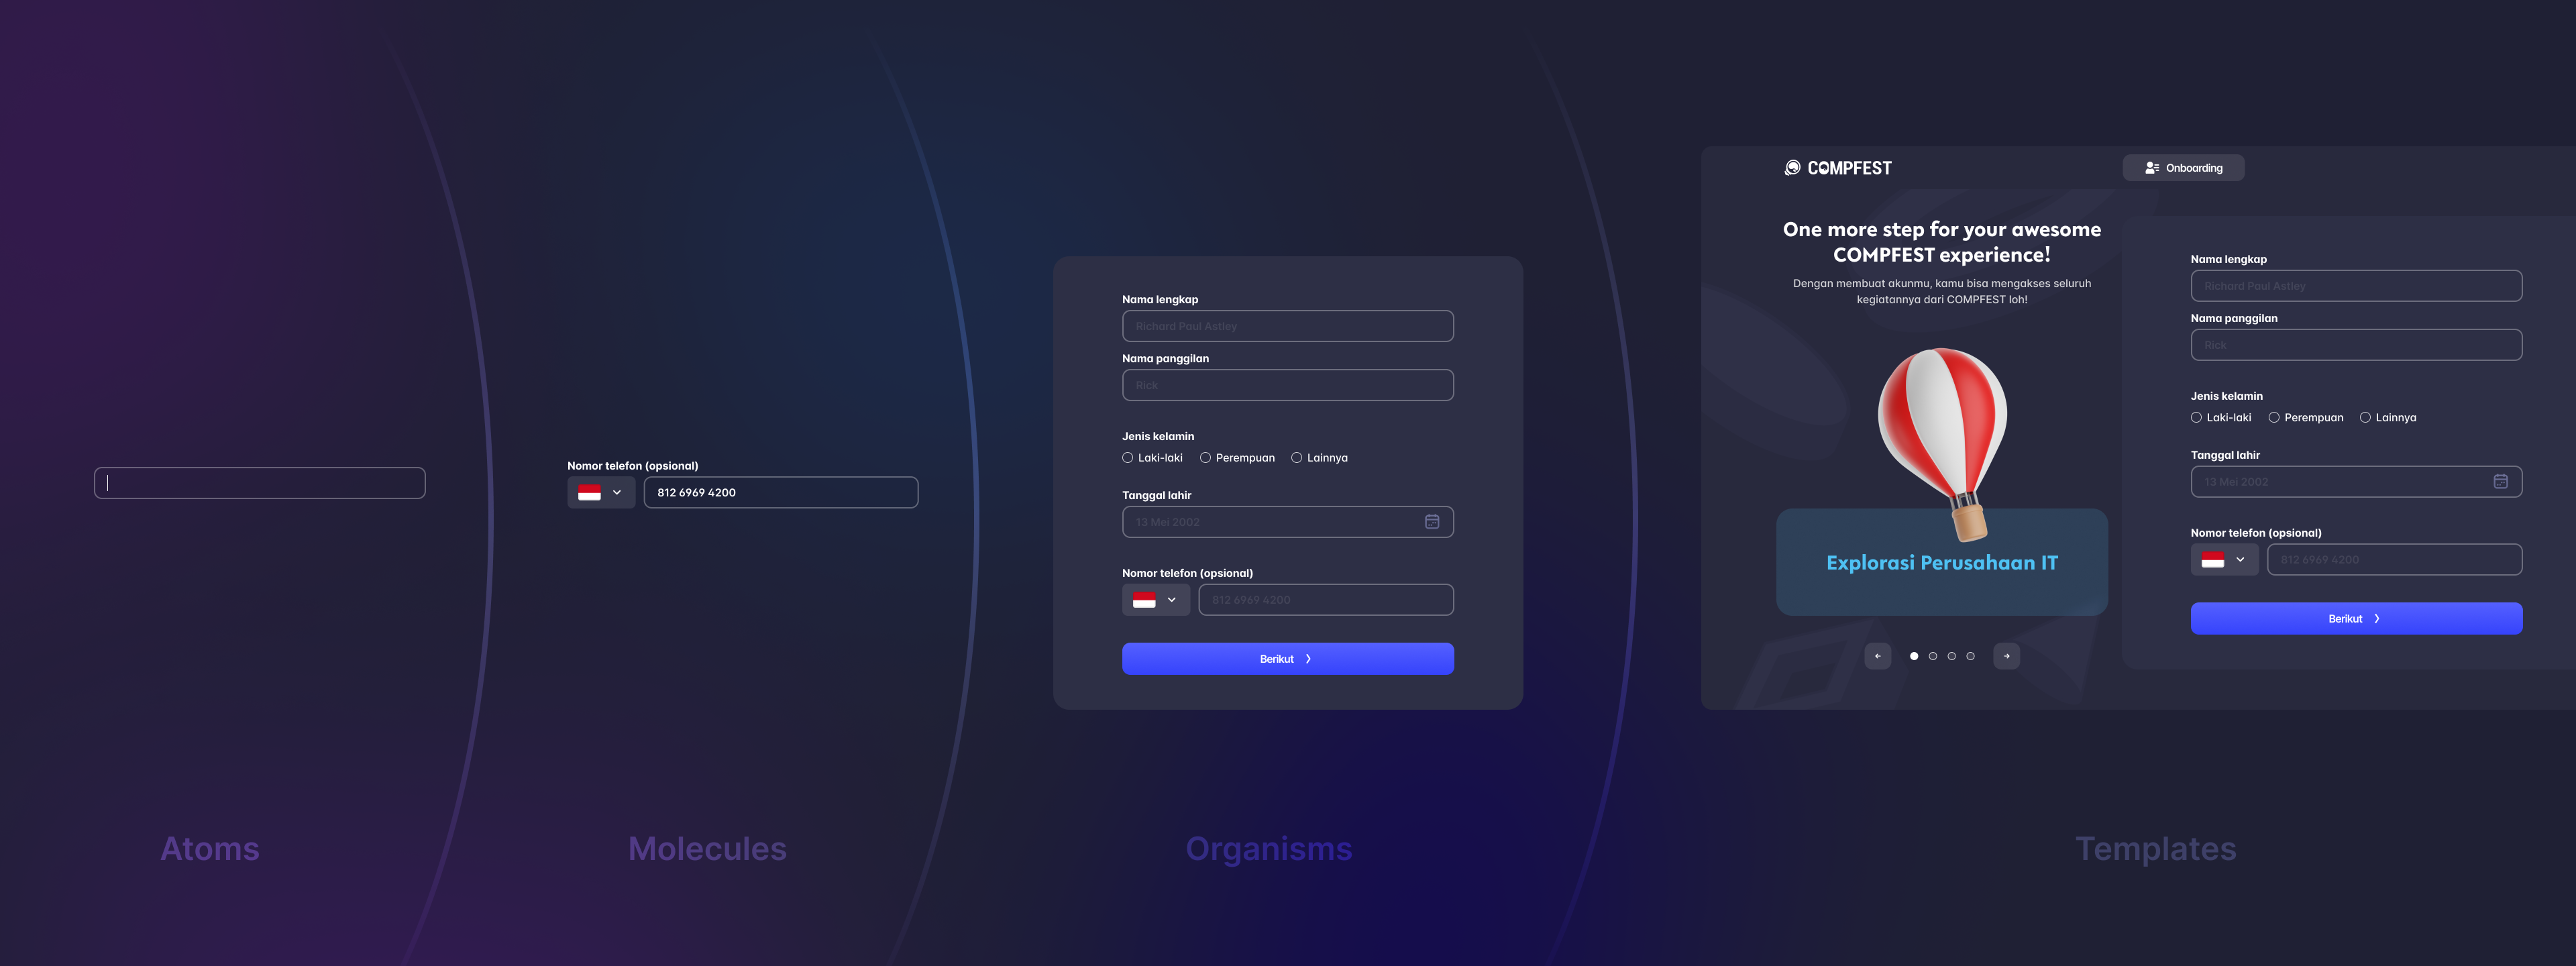 Atoms
Nomor telefon (opsional)
812 6969 4200
Molecules
Nama lengkap
Richard Paul Astley
Nama panggilan
Rick
Jenis kelamin
Laki-laki Perempuan Lainnya
Tanggal lahir
13 Mei 2002
Nomor telefon (opsional)
812 6969 4200
Berikut
Organisms
COMPFEST
Onboarding
One more step for your awesome
COMPFEST experience!
Dengan membuat akunmu, kamu bisa mengakses seluruh
kegiatannya dari COMPFEST loh!
Explorasi Perusahaan IT
Nama lengkap
Richard Paul Astley
Nama panggilan
Rick
Jenis kelamin
Laki-laki Perempuan Lainnya
Tanggal lahir
13 Mei 2002
Nomor telefon (opsional)
812 6969 4200
Berikut
Templates